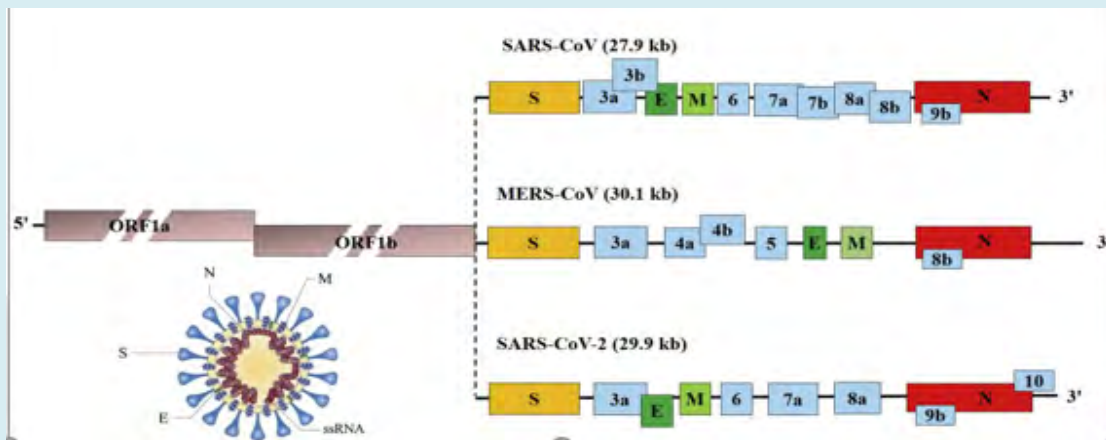 SARS-CoV (27.9 kb)
S 3a 3b E M 6 7a 7b 8a 8b 9b N 3'
MERS-CoV (30.1 kb)
5' ORF1a ORF1b
S 3a 4a 4b 5 E M 8b N 3
SARS-CoV-2 (29.9 kb)
S 3a E M 6 7a 8a 9b N 10 3'
N M
S
E ssRNA